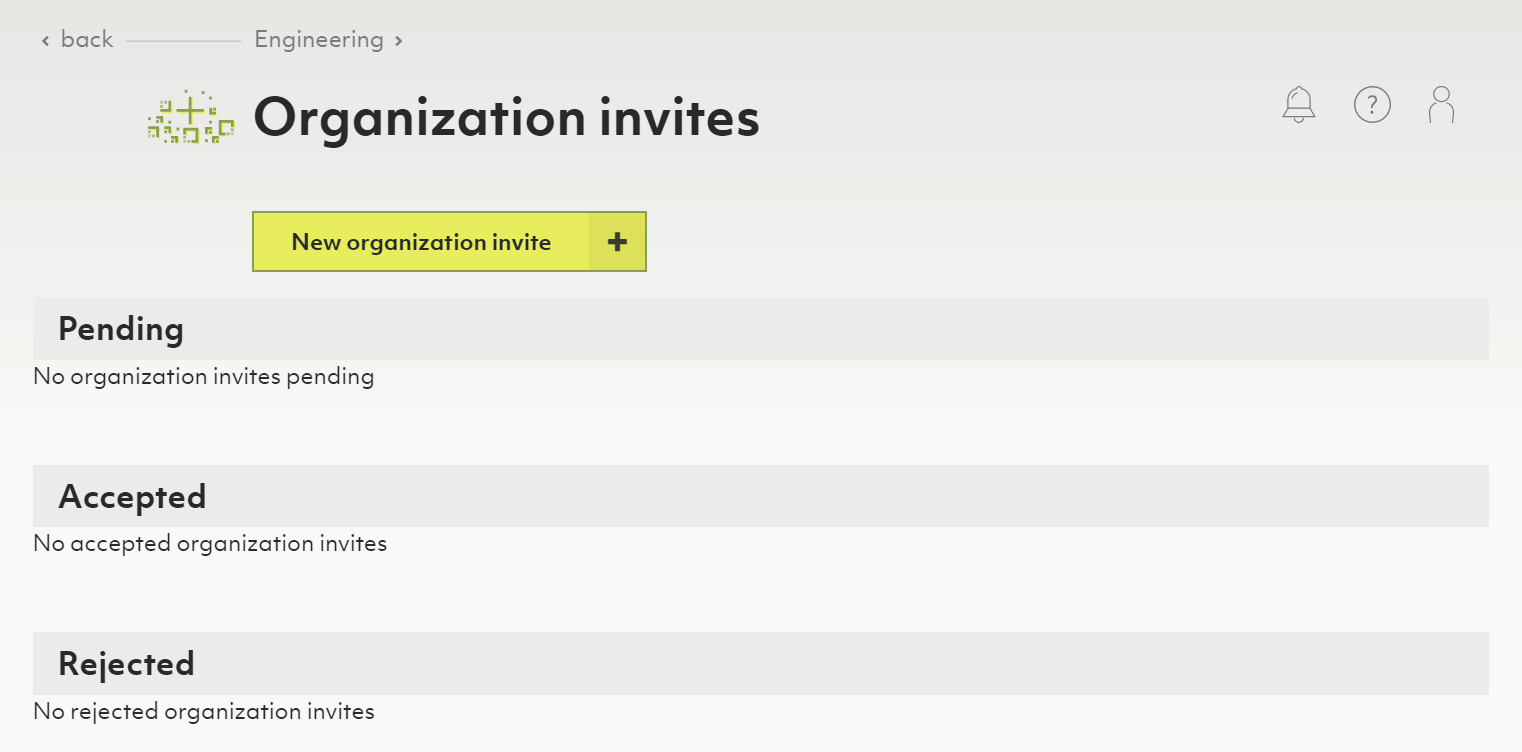 ‹ back Engineering ›
Organization invites
?
New organization invite +
Pending
No organization invites pending
Accepted
No accepted organization invites
Rejected
No rejected organization invites